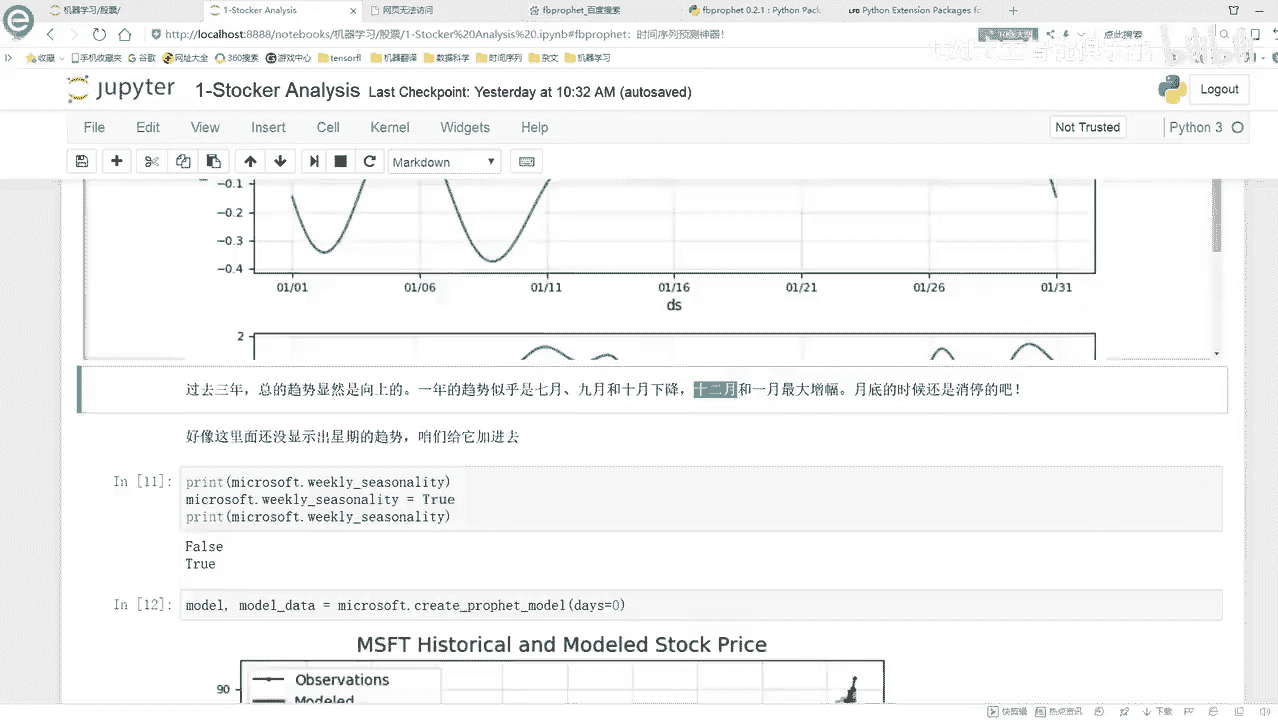 机器学习/股票/
1-Stocker Analysis
网页无法访问
fbprophet_百度搜索
fbprophet 0.2.1 : Python Pack
Python Extension Packages fo
http://localhost:8888/notebooks/机器学习/股票/1-Stocker%20Analysis%20.ipynb#fbprophet：时间序列预测神器！
点此搜索
收藏
手机收藏夹
谷歌
网址大全
360搜索
游戏中心
tensorfl
机器翻译
数据科学
时间序列
杂文
机器学习
jupyter
1-Stocker Analysis
Last Checkpoint: Yesterday at 10:32 AM (autosaved)
Logout
File
Edit
View
Insert
Cell
Kernel
Widgets
Help
Not Trusted
Python 3
Markdown
−0.1
−0.2
−0.3
−0.4
01/01
01/06
01/11
01/16
01/21
01/26
01/31
ds
2
过去三年，总的趋势显然是向上的。一年的趋势似乎是七月、九月和十月下降，十二月和一月最大增幅。月底的时候还是消停的吧！
好像这里面还没显示出星期的趋势，咱们给它加进去
In [11]:
print(microsoft.weekly_seasonality)
microsoft.weekly_seasonality = True
print(microsoft.weekly_seasonality)
False
True
In [12]:
model, model_data = microsoft.create_prophet_model(days=0)
MSFT Historical and Modeled Stock Price
Observations
Modeled
90
快剪辑
热点资讯
下载